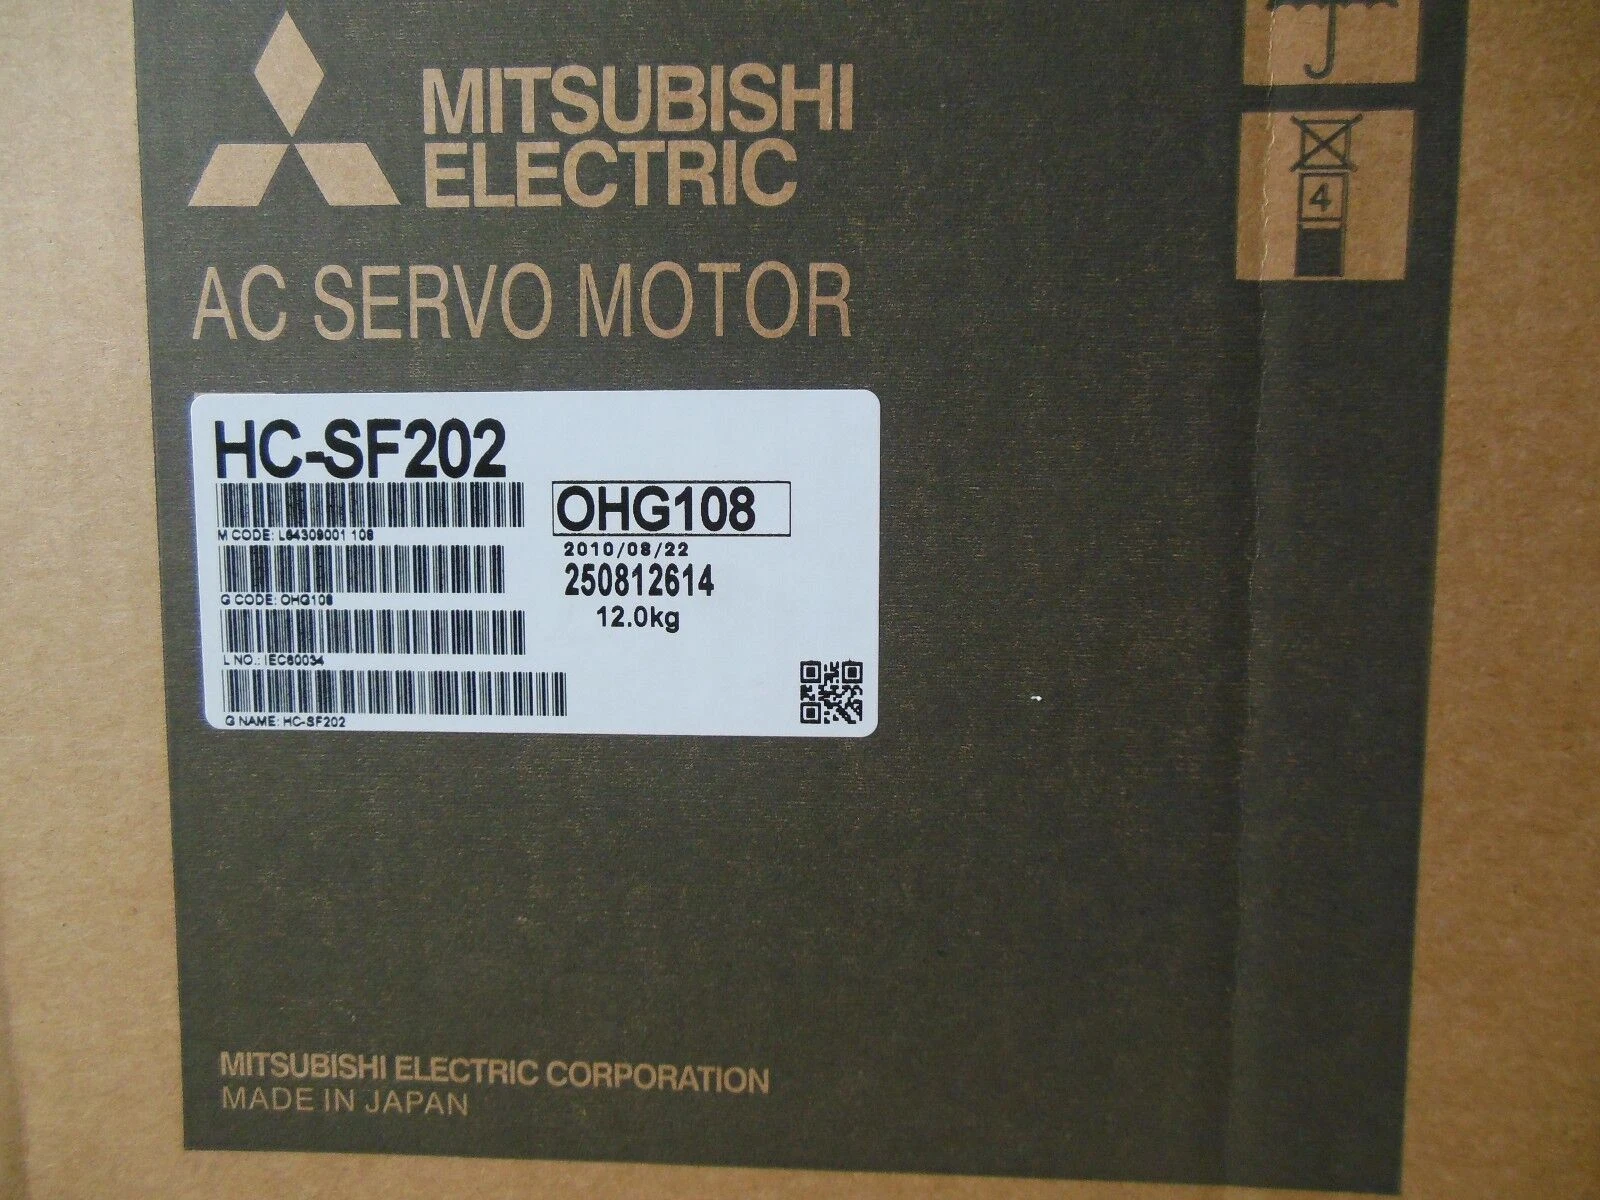 MITSUBISHI
ELECTRIC
4
AC SERVO MOTOR
HC-SF202
OHG108
M CODE: L64309001 108
2010/08/22
250812614
G CODE: OHG108
12.0kg
L NO.: IEC60034
G NAME: HC-SF202
MITSUBISHI ELECTRIC CORPORATION
MADE IN JAPAN